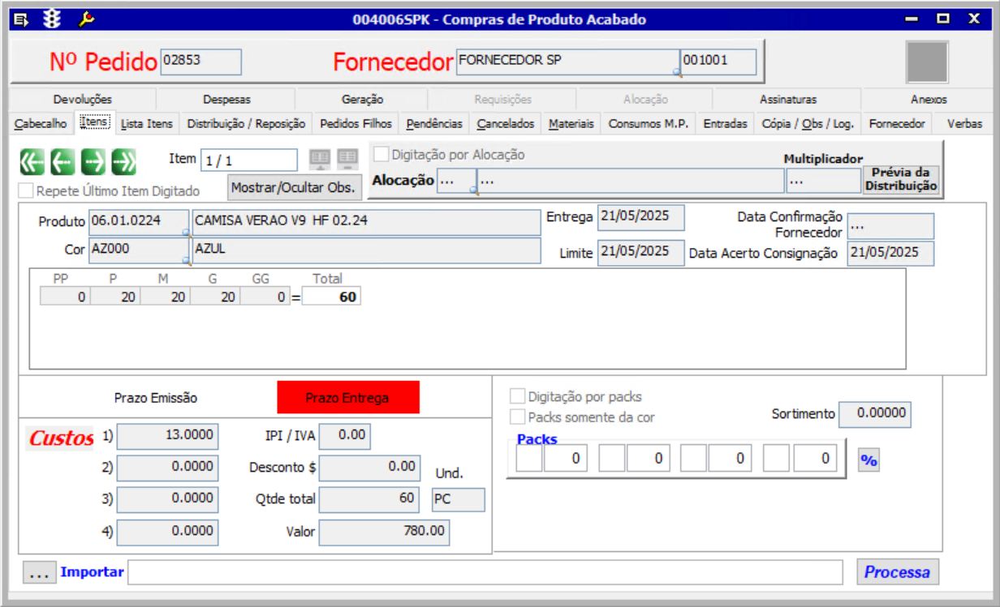 004006SPK - Compras de Produto Acabado
Nº Pedido 02853 Fornecedor FORNECEDOR SP 001001
Devoluções Despesas Geração Requisições Alocação Assinaturas Anexos
Cabecalho Itens Lista Itens Distribuição / Reposição Pedidos Filhos Pendências Cancelados Materiais Consumos M.P. Entradas Cópia / Obs / Log. Fornecedor Verbas
Item 1 / 1
Digitação por Alocação
Multiplicador
Repete Último Item Digitado
Mostrar/Ocultar Obs.
Alocação ... ... ...
Prévia da
Distribuição
Produto 06.01.0224 CAMISA VERAO V9 HF 02.24 Entrega 21/05/2025 Data Confirmação
Fornecedor ...
Cor AZ000 AZUL Limite 21/05/2025 Data Acerto Consignação 21/05/2025
PP P M G GG Total
0 20 20 20 0 = 60
Prazo Emissão Prazo Entrega
Digitação por packs
Packs somente da cor
Sortimento 0.00000
Custos 1) 13.0000 IPI / IVA 0.00
Packs
0 0 0 0 %
2) 0.0000 Desconto $ 0.00 Und.
3) 0.0000 Qtde total 60 PC
4) 0.0000 Valor 780.00
... Importar Processa